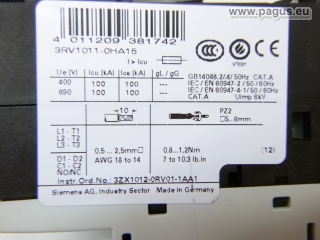 www.pagus.eu
4 011209 381742
3RV1011-0HA15
I > Icu
Ue [V] Icu [kA] Icu [kA] gL / gG
400 100 100
690 100 100
GB14048.2/.4/ 50/60Hz CAT.A
IEC / EN 60947-2 / 50/60Hz
IEC / EN 60947-4-1/ 50/60Hz
CAT.A Uimp 6kV
10
PZ2
5...6mm
L1 - T1
L2 - T2
L3 - T3
D1 - D2
C1 - C2
NO/NC
0,5 ... 2,5mm
AWG 18 to 14
0,8...1,2Nm
7 to 10.3 lb.in
(12)
Instr.Ord.No.: 3ZX1012-0RV01-1AA1
Siemens AG, Industry Sector - Made in Germany